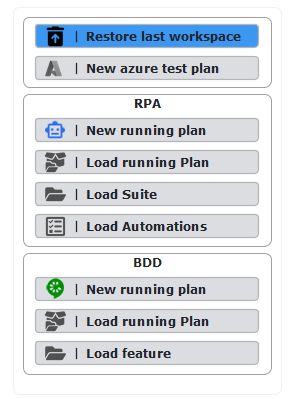 | Restore last workspace
| New azure test plan
RPA
| New running plan
| Load running Plan
| Load Suite
| Load Automations
BDD
| New running plan
| Load running Plan
| Load feature